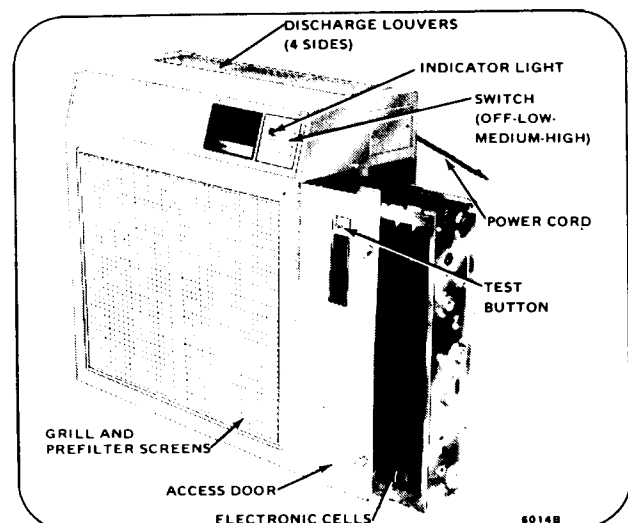 DISCHARGE LOUVERS
(4 SIDES)
INDICATOR LIGHT
SWITCH
(OFF-LOW-
MEDIUM-HIGH)
POWER CORD
TEST
BUTTON
GRILL AND
PREFILTER SCREENS
ACCESS DOOR
ELECTRONIC CELLS
6014B